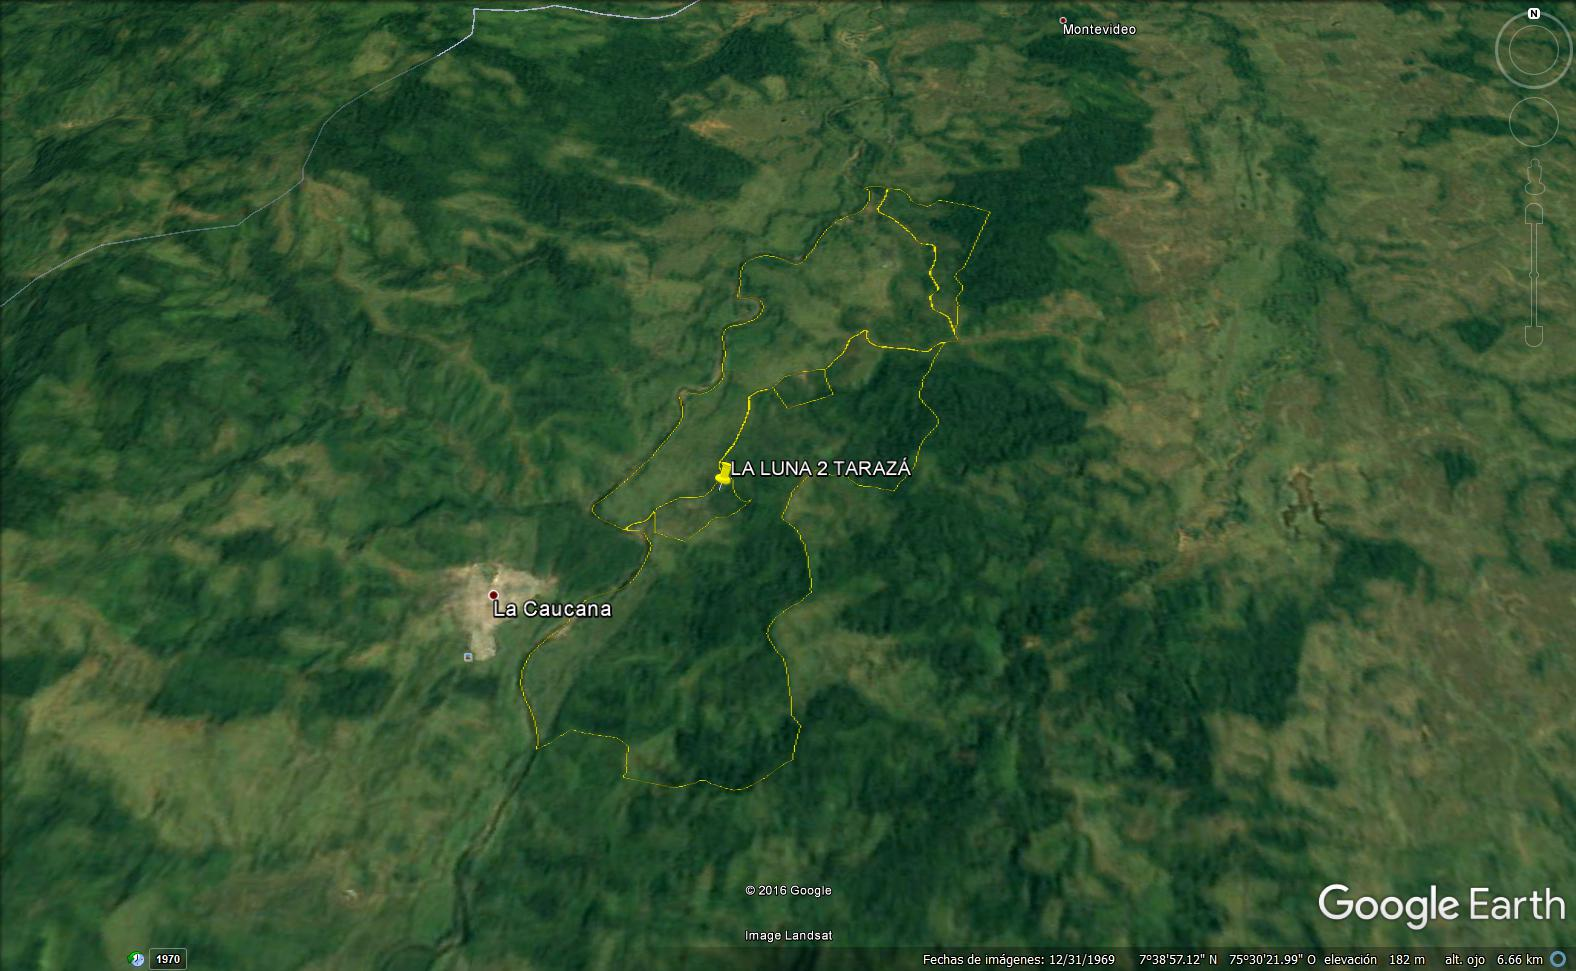 N
Montevideo
LA LUNA 2 TARAZÁ
La Caucana
© 2016 Google
Google Earth
Image Landsat
1970
Fechas de imágenes: 12/31/1969 7°38'57.12" N 75°30'21.99" O elevación 182 m alt. ojo 6.66 km